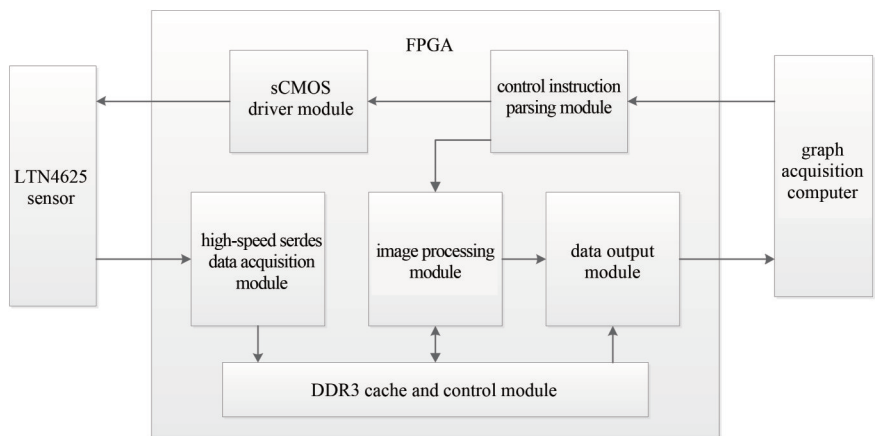 FPGA
sCMOS
driver module
control instruction
parsing module
LTN4625
sensor
graph
acquisition
computer
high-speed serdes
data acquisition
module
image processing
module
data output
module
DDR3 cache and control module